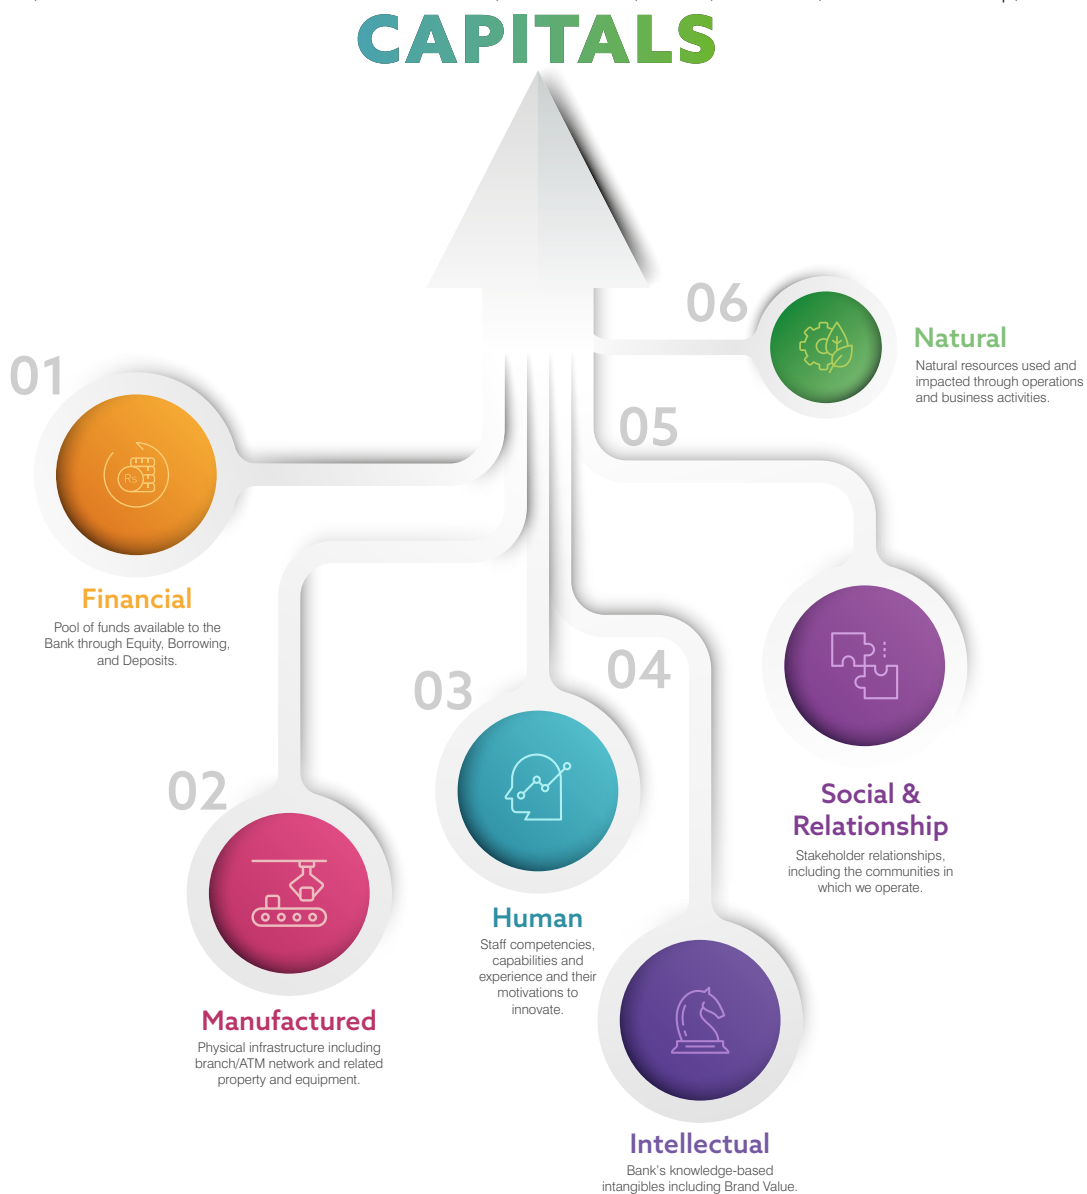 CAPITALS
01
Rs
Financial
Pool of funds available to the
Bank through Equity, Borrowing,
and Deposits.
02
Manufactured
Physical infrastructure including
branch/ATM network and related
property and equipment.
03
Human
Staff competencies,
capabilities and
experience and their
motivations to
innovate.
04
Intellectual
Bank's knowledge-based
intangibles including Brand Value.
05
Social &
Relationship
Stakeholder relationships,
including the communities in
which we operate.
06
Natural
Natural resources used and
impacted through operations
and business activities.